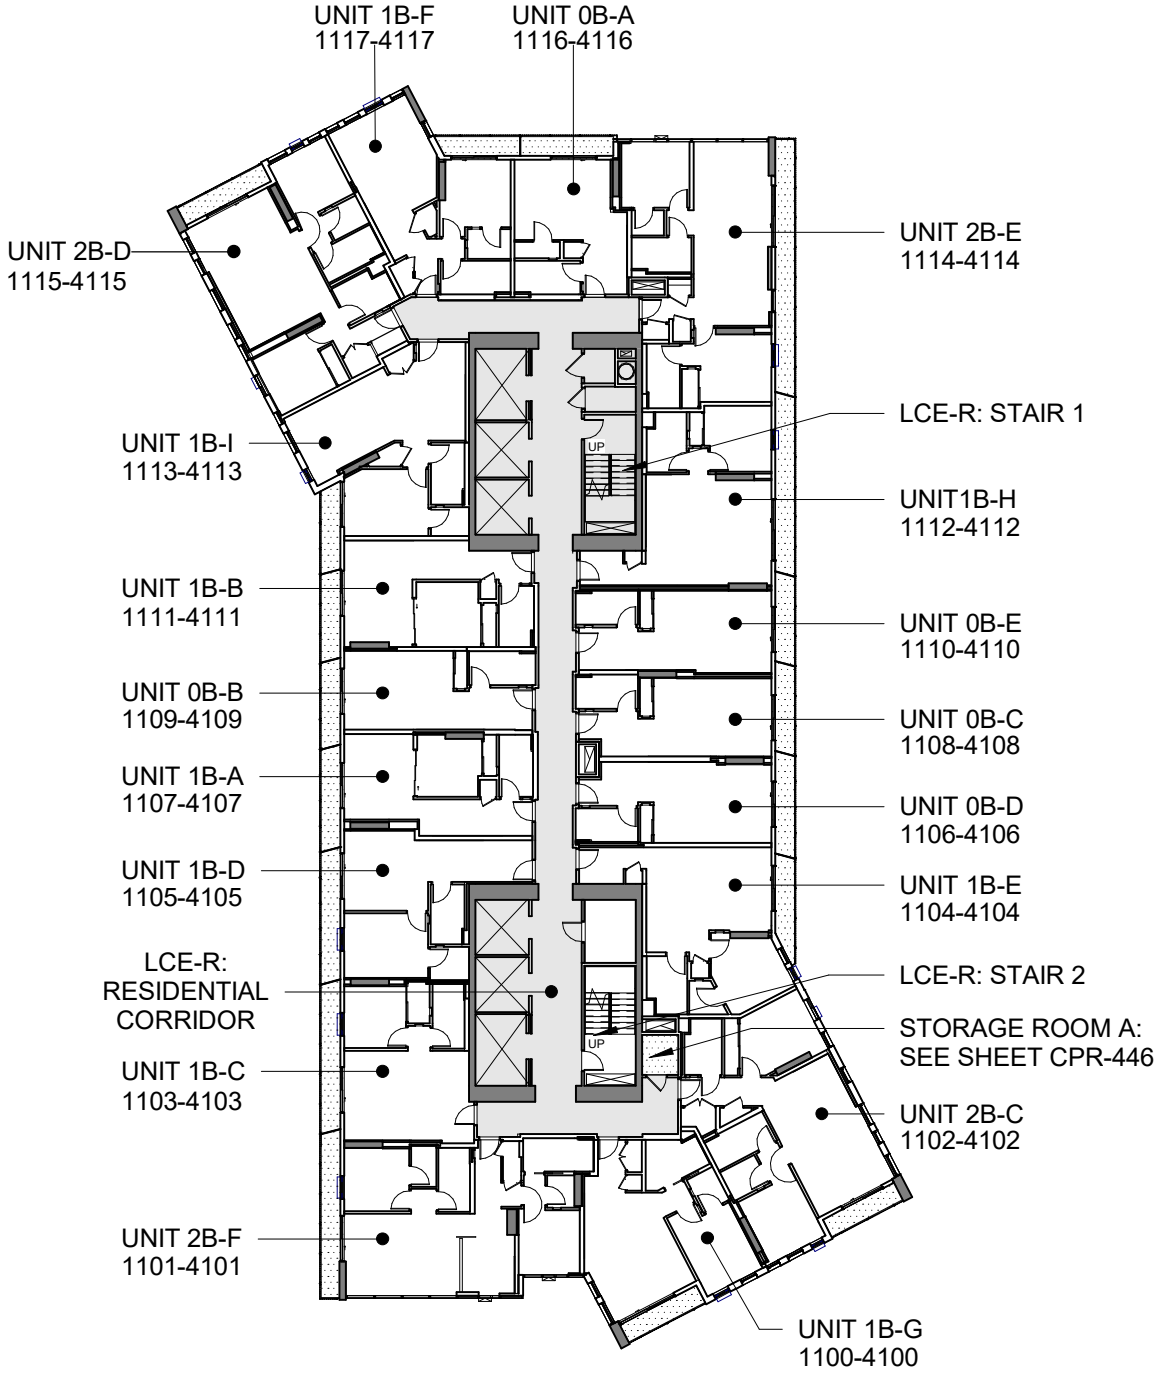 UNIT 1B-F
1117-4117
UNIT 0B-A
1116-4116
UNIT 2B-D
1115-4115
UNIT 2B-E
1114-4114
LCE-R: STAIR 1
UNIT 1B-I
1113-4113
UP
UNIT1B-H
1112-4112
UNIT 1B-B
1111-4111
UNIT 0B-E
1110-4110
UNIT 0B-B
1109-4109
UNIT 0B-C
1108-4108
UNIT 1B-A
1107-4107
UNIT 0B-D
1106-4106
UNIT 1B-D
1105-4105
UNIT 1B-E
1104-4104
LCE-R:
RESIDENTIAL
CORRIDOR
LCE-R: STAIR 2
UP
STORAGE ROOM A:
SEE SHEET CPR-446
UNIT 1B-C
1103-4103
UNIT 2B-C
1102-4102
UNIT 2B-F
1101-4101
UNIT 1B-G
1100-4100